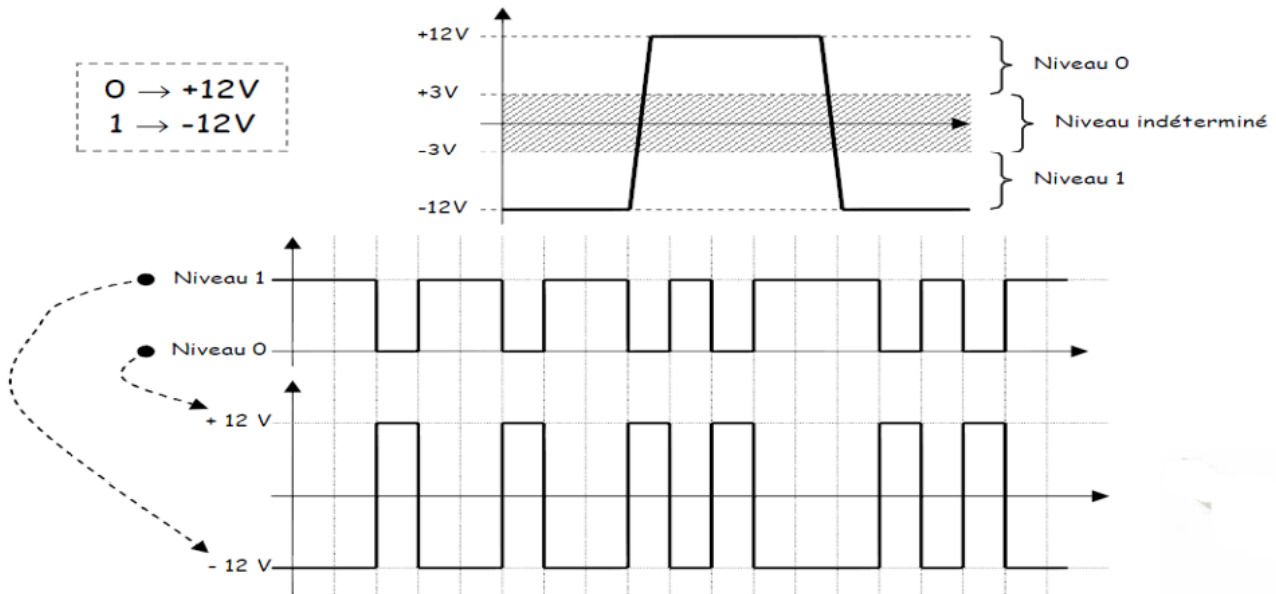 0 → +12V
1 → -12V
+12V
+3V
-3V
-12V
Niveau 0
Niveau indéterminé
Niveau 1
Niveau 1
Niveau 0
+ 12 V
- 12 V